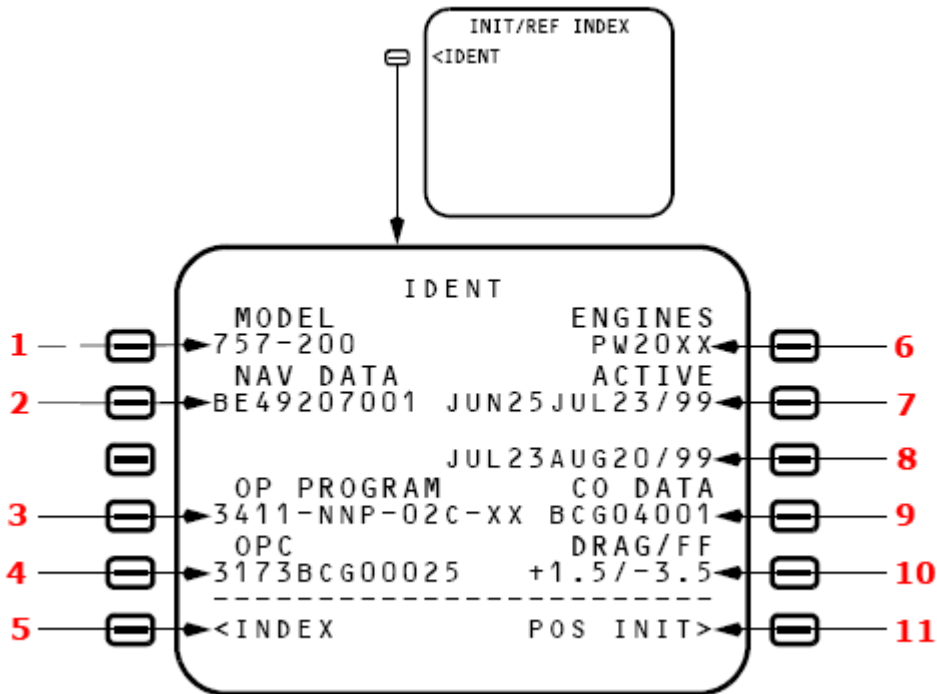 INIT/REF INDEX
<IDENT
IDENT
MODEL ENGINES
1 757-200 PW20XX 6
NAV DATA ACTIVE
2 BE49207001 JUN25JUL23/99 7
JUL23AUG20/99 8
OP PROGRAM CO DATA
3 3411-NNP-02C-XX BCG04001 9
OPC DRAG/FF
4 3173BCG00025 +1.5/-3.5 10
--------------------------
5 <INDEX POS INIT> 11